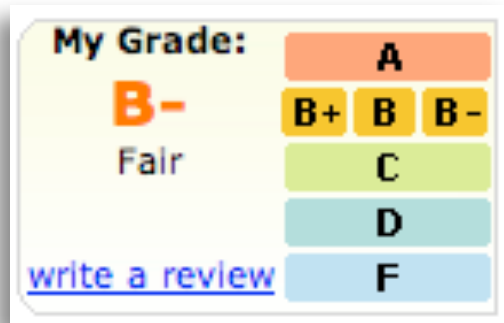 My Grade:
B-
Fair
write a review
A
B+ B B-
C
D
F